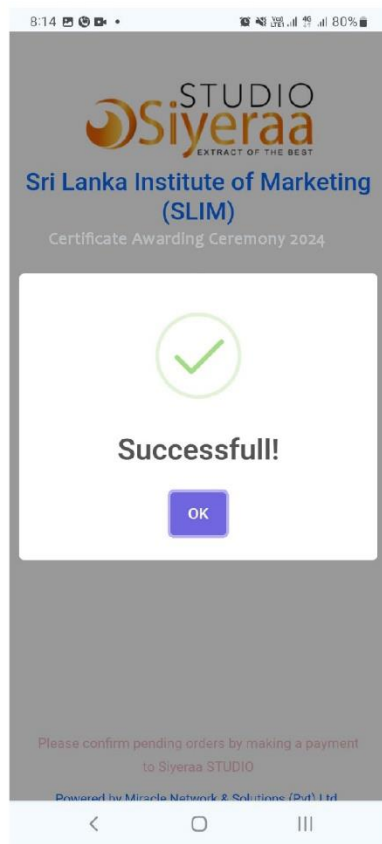 8:14
80%
STUDIO
Siyeraa
EXTRACT OF THE BEST
Sri Lanka Institute of Marketing
(SLIM)
Certificate Awarding Ceremony 2024
Successfull!
OK
Please confirm pending orders by making a payment
to Siyeraa STUDIO
Powered by Miracle Network & Solutions (Pvt) Ltd